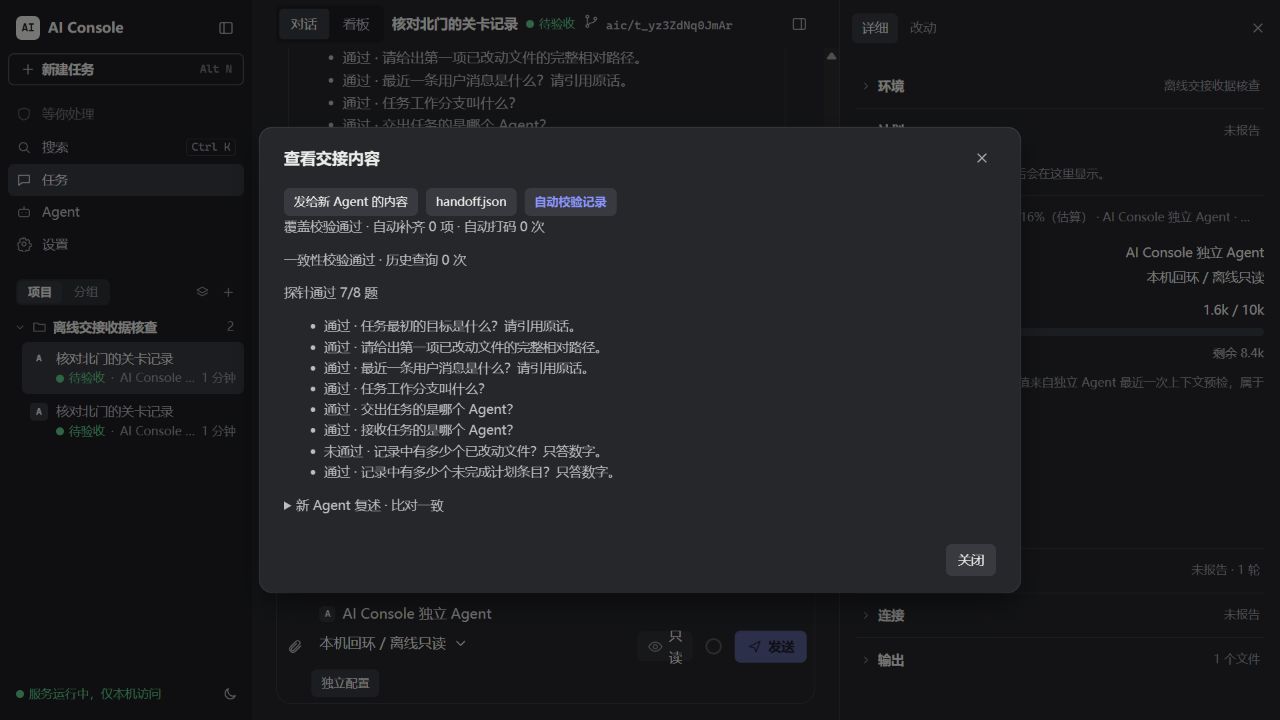 AI Console
新建任务 Alt N
等你处理
搜索 Ctrl K
任务
Agent
设置
项目 分组
离线交接收据核查 2
核对北门的关卡记录
待验收 · AI Console ... 1 分钟
核对北门的关卡记录
待验收 · AI Console ... 1 分钟
服务运行中，仅本机访问
对话 看板 核对北门的关卡记录 待验收 aic/t_yz3ZdNq0JmAr
通过 · 请给出第一项已改动文件的完整相对路径。
通过 · 最近一条用户消息是什么？请引用原话。
通过 · 任务工作分支叫什么？
通过 · 交出任务的是哪个 Agent？
查看交接内容
发给新 Agent 的内容 handoff.json 自动校验记录
覆盖校验通过 · 自动补齐 0 项 · 自动打码 0 次
一致性校验通过 · 历史查询 0 次
探针通过 7/8 题
通过 · 任务最初的目标是什么？请引用原话。
通过 · 请给出第一项已改动文件的完整相对路径。
通过 · 最近一条用户消息是什么？请引用原话。
通过 · 任务工作分支叫什么？
通过 · 交出任务的是哪个 Agent？
通过 · 接收任务的是哪个 Agent？
未通过 · 记录中有多少个已改动文件？只答数字。
通过 · 记录中有多少个未完成计划条目？只答数字。
新 Agent 复述 · 比对一致
关闭
A AI Console 独立 Agent
本机回环 / 离线只读 只读 发送
独立配置
详细 改动
环境 离线交接收据核查
未报告
会在这里显示。
16%（估算） · AI Console 独立 Agent · ...
AI Console 独立 Agent
本机回环 / 离线只读
1.6k / 10k
剩余 8.4k
值来自独立 Agent 最近一次上下文预检，属于
未报告 · 1 轮
连接 未报告
输出 1 个文件